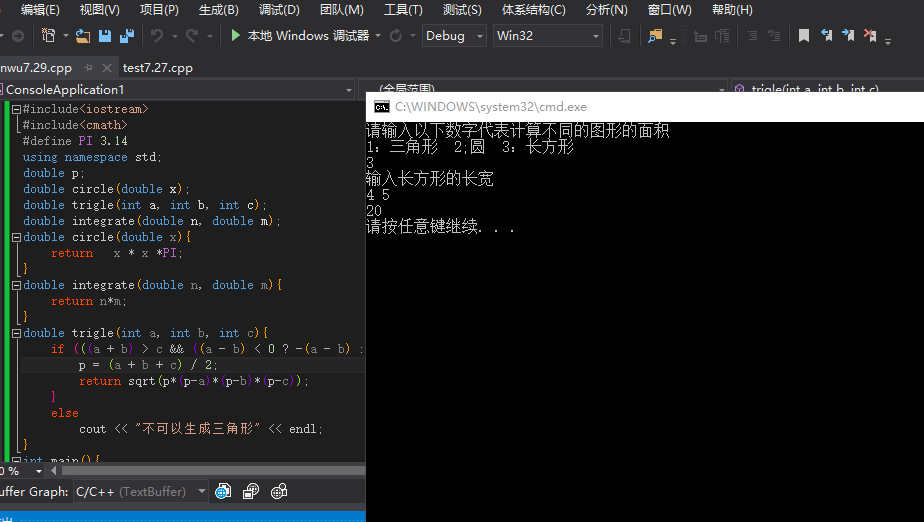 编辑(E) 视图(V) 项目(P) 生成(B) 调试(D) 团队(M) 工具(T) 测试(S) 体系结构(C) 分析(N) 窗口(W) 帮助(H)
本地 Windows 调试器 Debug Win32
nwu7.29.cpp test7.27.cpp
ConsoleApplication1 (全局范围) trigle(int a, int b, int c)
#include<iostream>
#include<cmath>
#define PI 3.14
using namespace std;
double p;
double circle(double x);
double trigle(int a, int b, int c);
double integrate(double n, double m);
double circle(double x){
return x * x *PI;
}
double integrate(double n, double m){
return n*m;
}
double trigle(int a, int b, int c){
if (((a + b) > c && ((a - b) < 0 ? -(a - b) :
p = (a + b + c) / 2;
return sqrt(p*(p-a)*(p-b)*(p-c));
}
else
cout << "不可以生成三角形" << endl;
}
int main(){
0 %
uffer Graph: C/C++ (TextBuffer)
C:\WINDOWS\system32\cmd.exe
请输入以下数字代表计算不同的图形的面积
1：三角形 2;圆 3：长方形
3
输入长方形的长宽
4 5
20
请按任意键继续. . .